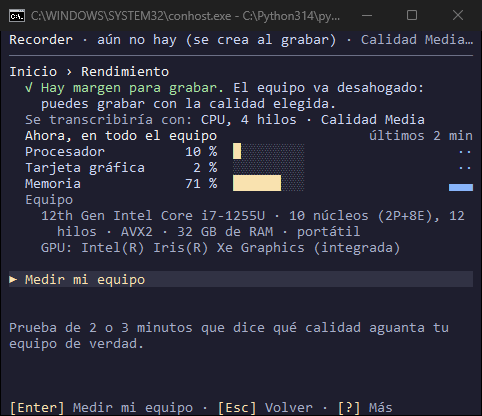 C:\WINDOWS\SYSTEM32\conhost.exe - C:\Python314\py...
Recorder · aún no hay (se crea al grabar) · Calidad Media…
Inicio › Rendimiento
√ Hay margen para grabar. El equipo va desahogado:
puedes grabar con la calidad elegida.
Se transcribiría con: CPU, 4 hilos · Calidad Media
Ahora, en todo el equipo últimos 2 min
Procesador 10 %
Tarjeta gráfica 2 %
Memoria 71 %
Equipo
12th Gen Intel Core i7-1255U · 10 núcleos (2P+8E), 12
hilos · AVX2 · 32 GB de RAM · portátil
GPU: Intel(R) Iris(R) Xe Graphics (integrada)
► Medir mi equipo
Prueba de 2 o 3 minutos que dice qué calidad aguanta tu
equipo de verdad.
[Enter] Medir mi equipo · [Esc] Volver · [?] Más